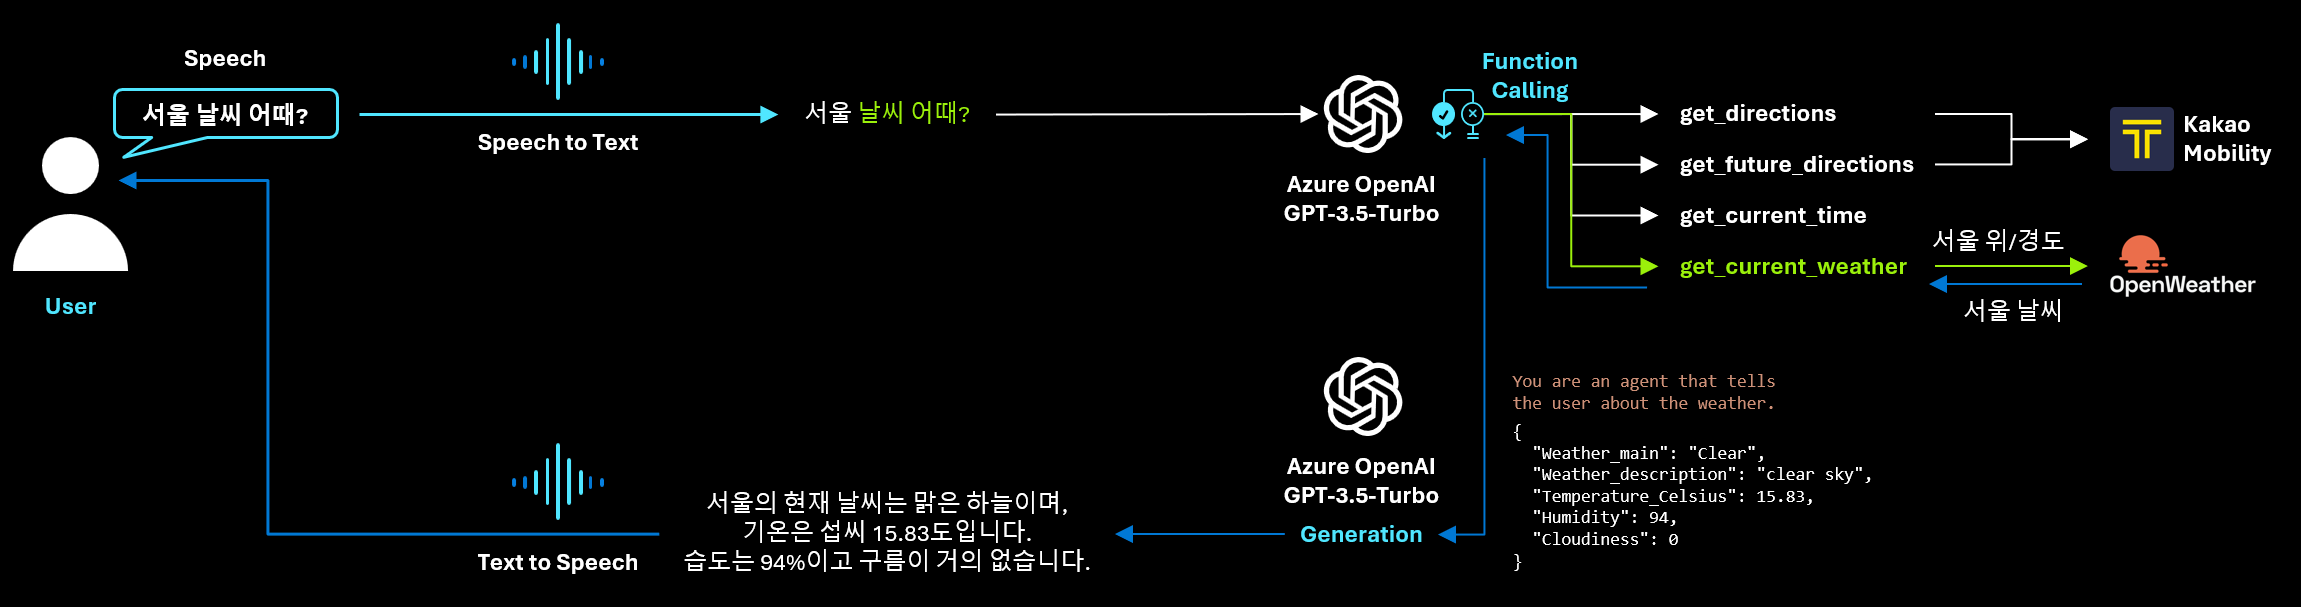 Speech
서울 날씨 어때?
User
Speech to Text
서울 날씨 어때?
Azure OpenAI
GPT-3.5-Turbo
Function
Calling
get_directions
get_future_directions
get_current_time
get_current_weather
Kakao
Mobility
서울 위/경도
서울 날씨
OpenWeather
You are an agent that tells
the user about the weather.
{
"Weather_main": "Clear",
"Weather_description": "clear sky",
"Temperature_Celsius": 15.83,
"Humidity": 94,
"Cloudiness": 0
}
Azure OpenAI
GPT-3.5-Turbo
Generation
서울의 현재 날씨는 맑은 하늘이며,
기온은 섭씨 15.83도입니다.
습도는 94%이고 구름이 거의 없습니다.
Text to Speech